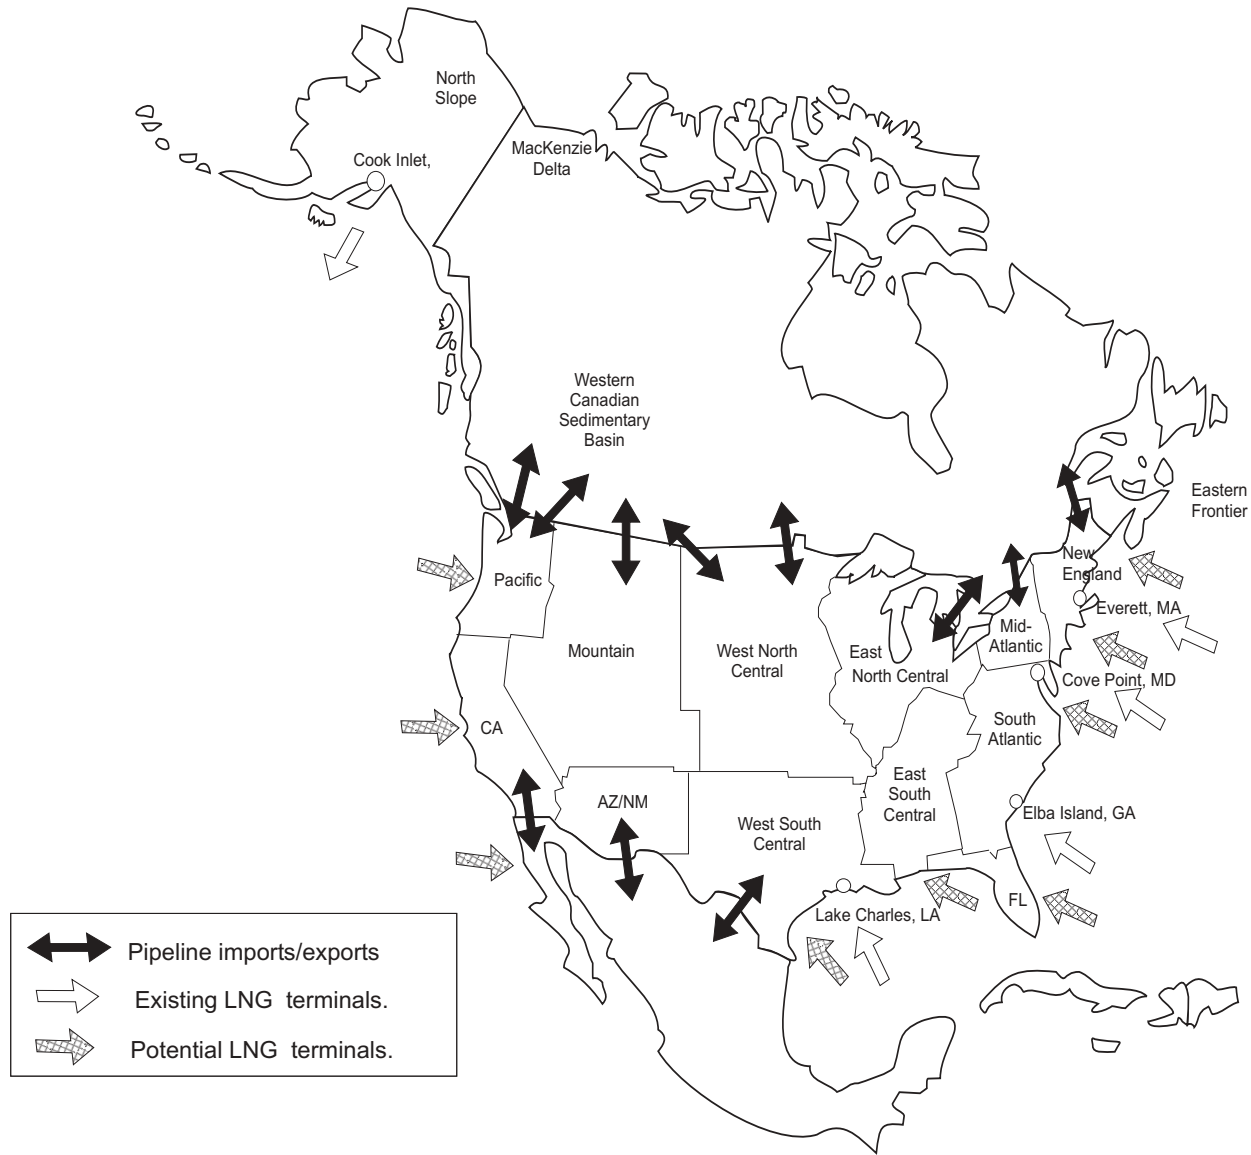 North
Slope
MacKenzie
Delta
Cook Inlet,
Western
Canadian
Sedimentary
Basin
Eastern
Frontier
New
England
Pacific
Everett, MA
Mid-
Atlantic
Mountain
West North
Central
East
North Central
Cove Point, MD
CA
South
Atlantic
East
South
Central
AZ/NM
West South
Central
Elba Island, GA
FL
Lake Charles, LA
Pipeline imports/exports
Existing LNG terminals.
Potential LNG terminals.